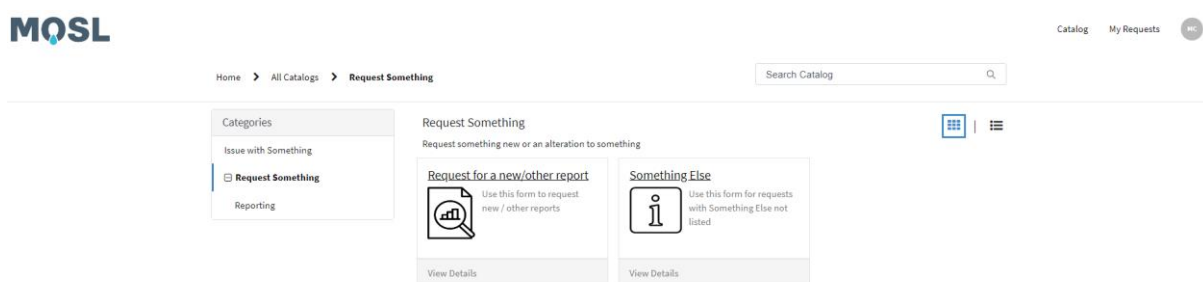 MOSL
Catalog My Requests MC
Home All Catalogs Request Something
Search Catalog
Categories
Issue with Something
Request Something
Reporting
Request Something
Request something new or an alteration to something
Request for a new/other report
Use this form to request
new / other reports
View Details
Something Else
Use this form for requests
with Something Else not
listed
View Details